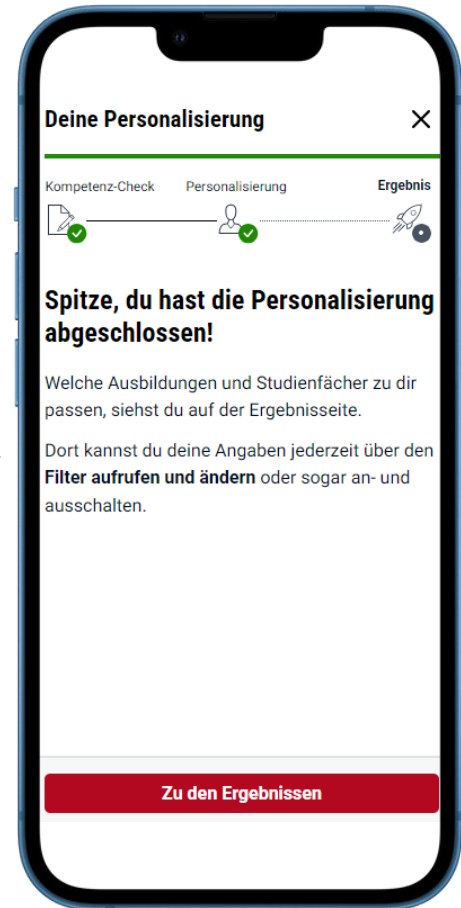 Deine Personalisierung
Kompetenz-Check Personalisierung Ergebnis
Spitze, du hast die Personalisierung
abgeschlossen!
Welche Ausbildungen und Studienfächer zu dir
passen, siehst du auf der Ergebnisseite.
Dort kannst du deine Angaben jederzeit über den
Filter aufrufen und ändern oder sogar an- und
ausschalten.
Zu den Ergebnissen